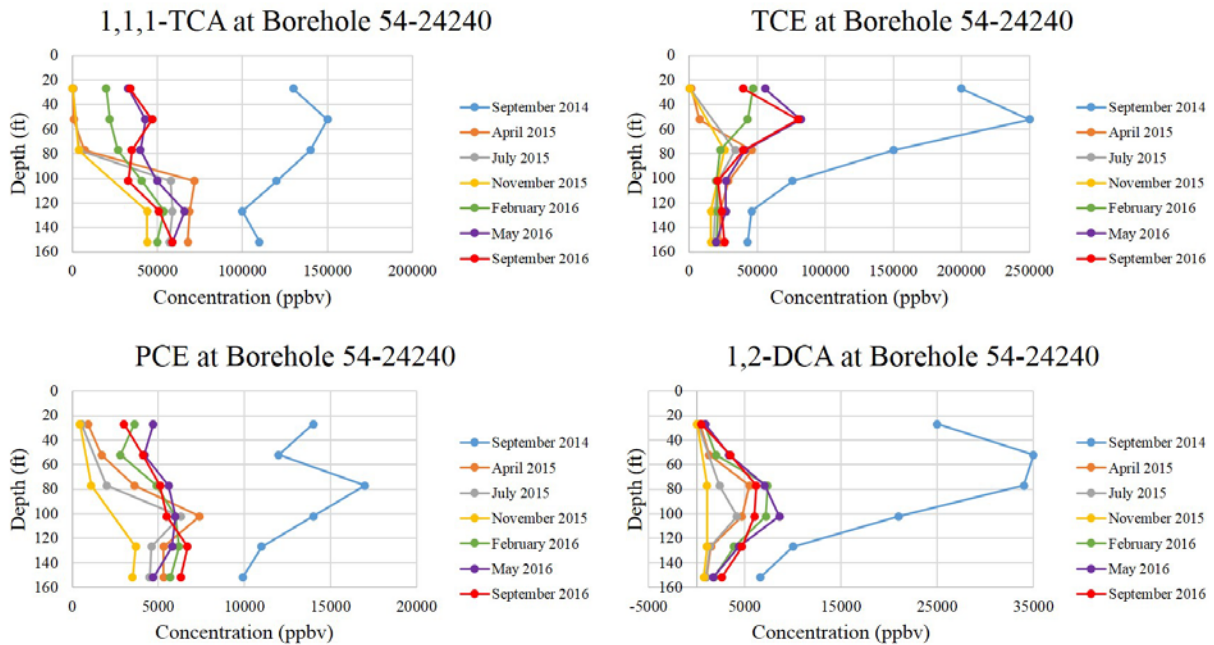 1,1,1-TCA at Borehole 54-24240
0
20
40
60
80
100
120
140
160
Depth (ft)
0
50000
100000
150000
200000
Concentration (ppbv)
September 2014
April 2015
July 2015
November 2015
February 2016
May 2016
September 2016
TCE at Borehole 54-24240
0
20
40
60
80
100
120
140
160
Depth (ft)
0
50000
100000
150000
200000
250000
Concentration (ppbv)
September 2014
April 2015
July 2015
November 2015
February 2016
May 2016
September 2016
PCE at Borehole 54-24240
0
20
40
60
80
100
120
140
160
Depth (ft)
0
5000
10000
15000
20000
Concentration (ppbv)
September 2014
April 2015
July 2015
November 2015
February 2016
May 2016
September 2016
1,2-DCA at Borehole 54-24240
0
20
40
60
80
100
120
140
160
Depth (ft)
-5000
5000
15000
25000
35000
Concentration (ppbv)
September 2014
April 2015
July 2015
November 2015
February 2016
May 2016
September 2016